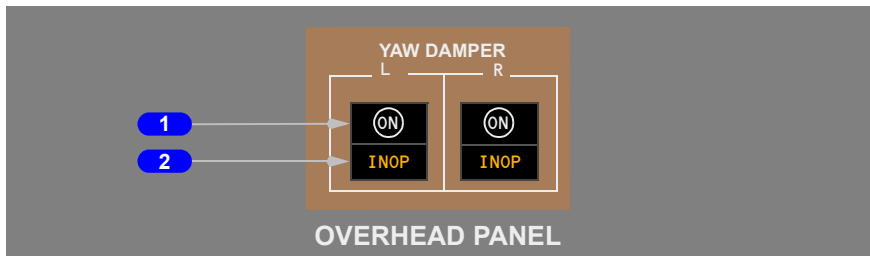 YAW DAMPER
L R
1 ON ON
2 INOP INOP
OVERHEAD PANEL